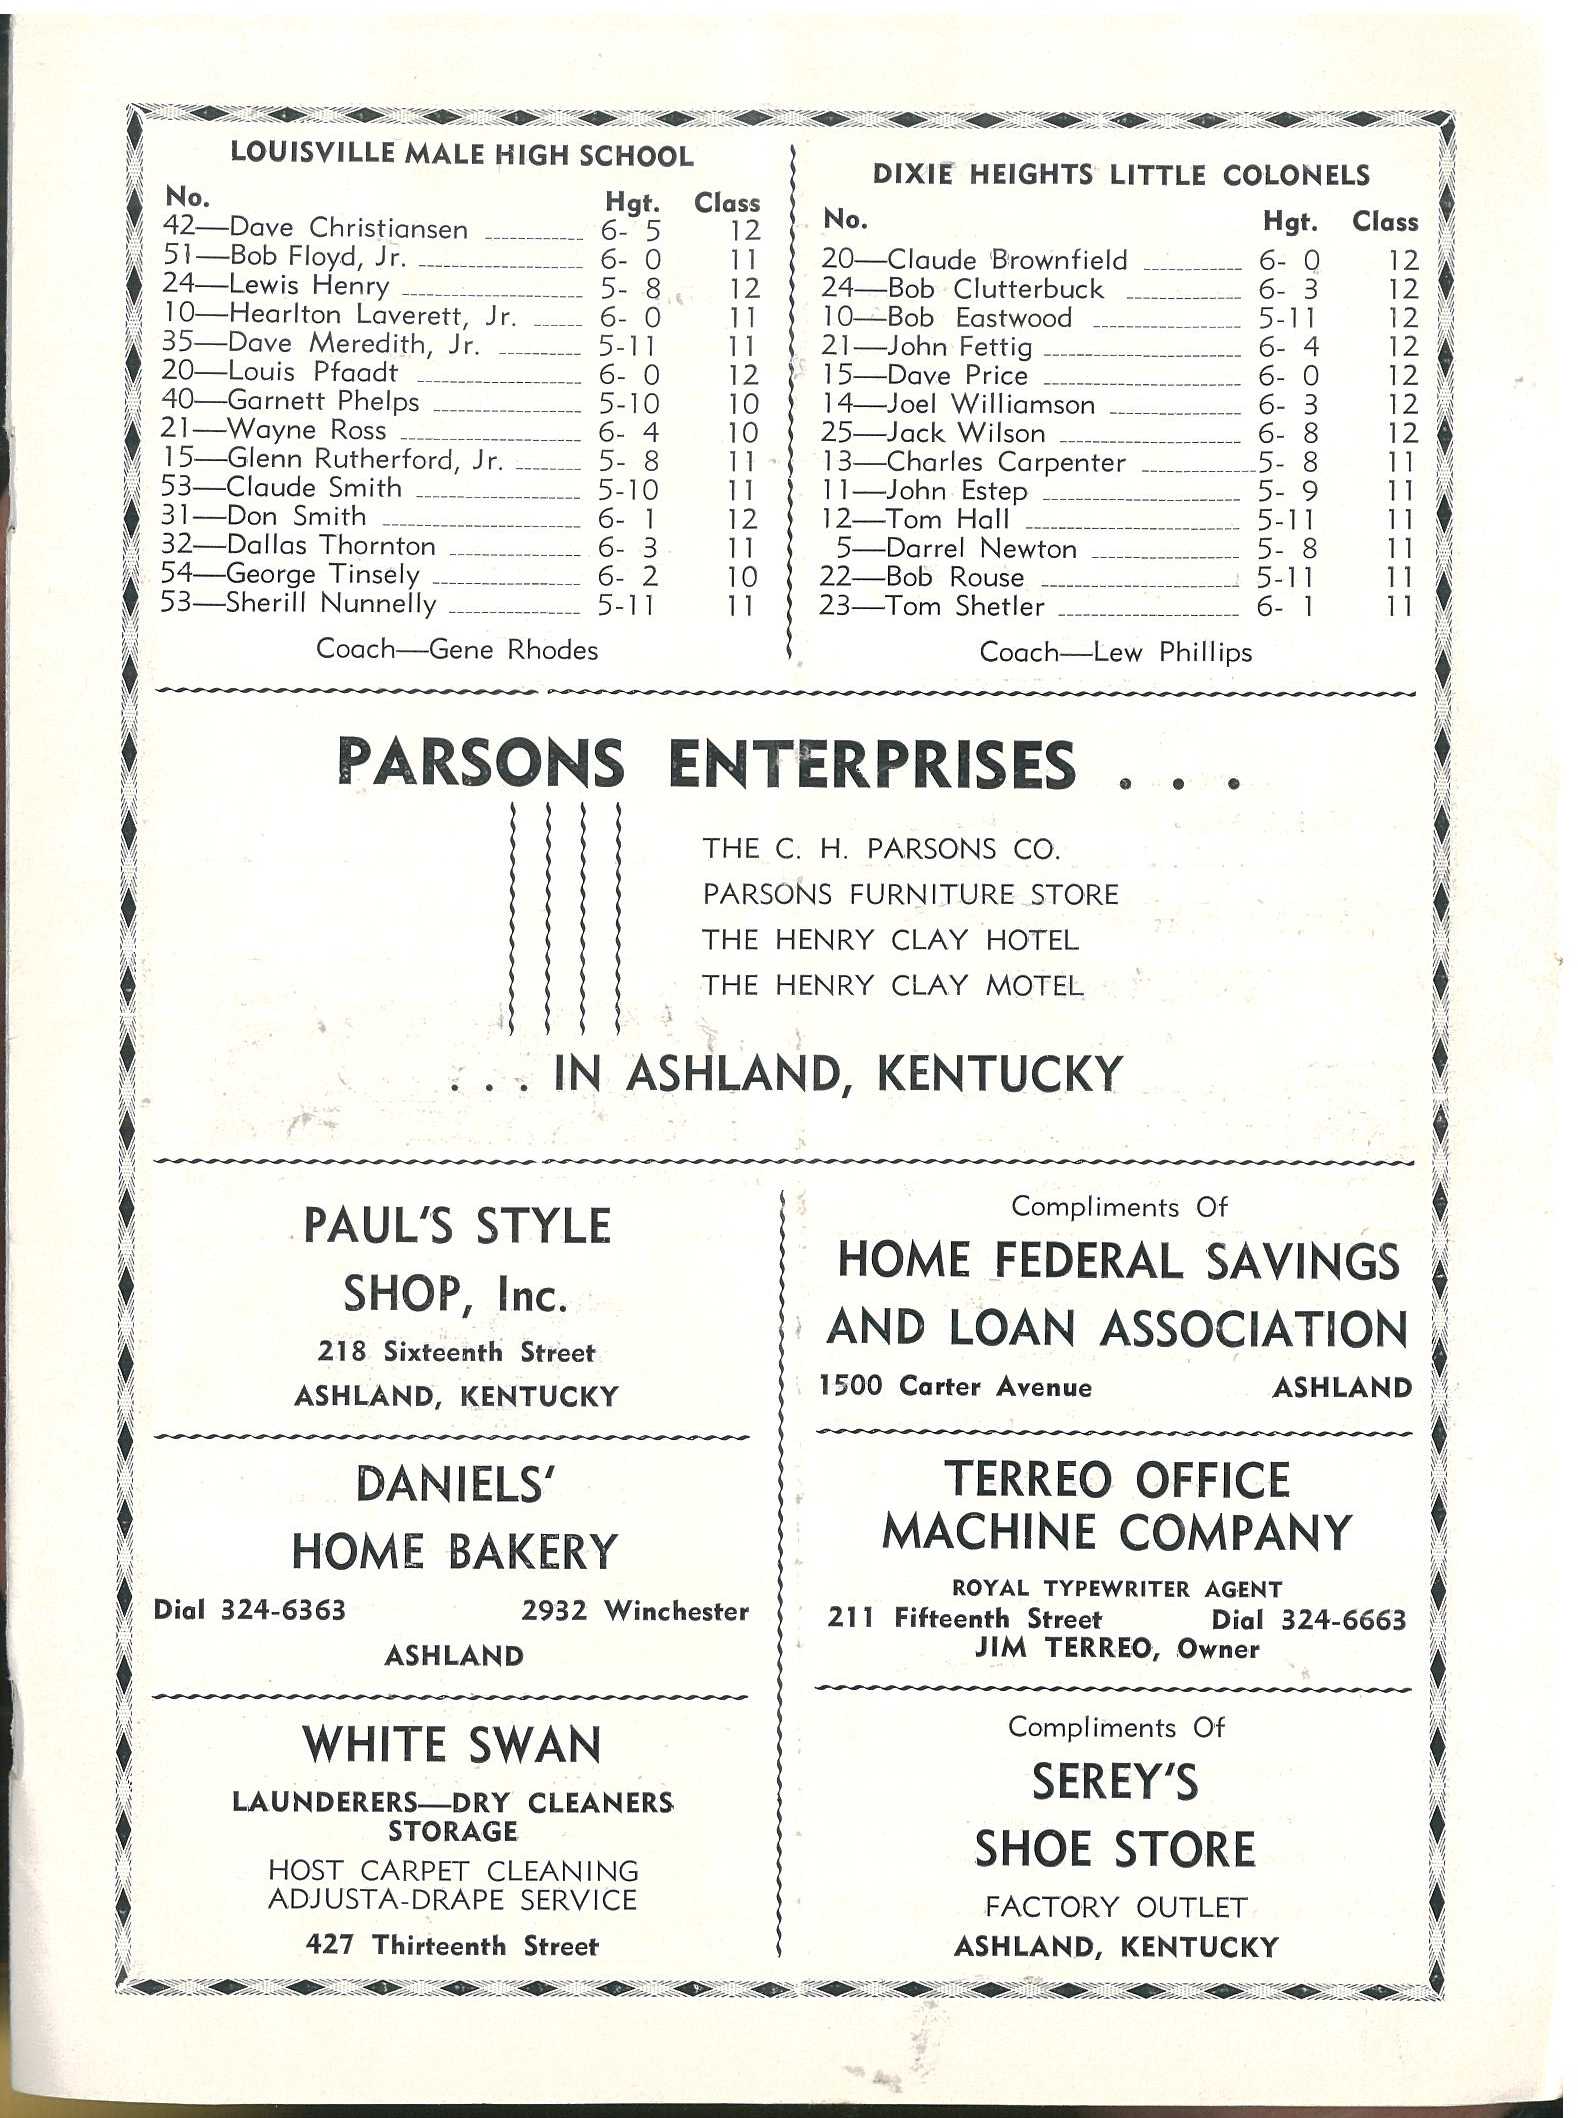 LOUISVILLE MALE HIGH SCHOOL
No. Hgt. Class
42—Dave Christiansen 6- 5 12
51—Bob Floyd, Jr. 6- 0 11
24—Lewis Henry 5- 8 12
10—Hearlton Laverett, Jr. 6- 0 11
35—Dave Meredith, Jr. 5-11 11
20—Louis Pfaadt 6- 0 12
40—Garnett Phelps 5-10 10
21—Wayne Ross 6- 4 10
15—Glenn Rutherford, Jr. 5- 8 11
53—Claude Smith 5-10 11
31—Don Smith 6- 1 12
32—Dallas Thornton 6- 3 11
54—George Tinsely 6- 2 10
53—Sherill Nunnelly 5-11 11
Coach—Gene Rhodes
DIXIE HEIGHTS LITTLE COLONELS
No. Hgt. Class
20—Claude Brownfield 6- 0 12
24—Bob Clutterbuck 6- 3 12
10—Bob Eastwood 5-11 12
21—John Fettig 6- 4 12
15—Dave Price 6- 0 12
14—Joel Williamson 6- 3 12
25—Jack Wilson 6- 8 12
13—Charles Carpenter 5- 8 11
11—John Estep 5- 9 11
12—Tom Hall 5-11 11
5—Darrel Newton 5- 8 11
22—Bob Rouse 5-11 11
23—Tom Shetler 6- 1 11
Coach—Lew Phillips
PARSONS ENTERPRISES . . .
THE C. H. PARSONS CO.
PARSONS FURNITURE STORE
THE HENRY CLAY HOTEL
THE HENRY CLAY MOTEL
. . . IN ASHLAND, KENTUCKY
PAUL'S STYLE
SHOP, Inc.
218 Sixteenth Street
ASHLAND, KENTUCKY
DANIELS'
HOME BAKERY
Dial 324-6363 2932 Winchester
ASHLAND
WHITE SWAN
LAUNDERERS—DRY CLEANERS
STORAGE
HOST CARPET CLEANING
ADJUSTA-DRAPE SERVICE
427 Thirteenth Street
Compliments Of
HOME FEDERAL SAVINGS
AND LOAN ASSOCIATION
1500 Carter Avenue ASHLAND
TERREO OFFICE
MACHINE COMPANY
ROYAL TYPEWRITER AGENT
211 Fifteenth Street Dial 324-6663
JIM TERREO, Owner
Compliments Of
SEREY'S
SHOE STORE
FACTORY OUTLET
ASHLAND, KENTUCKY